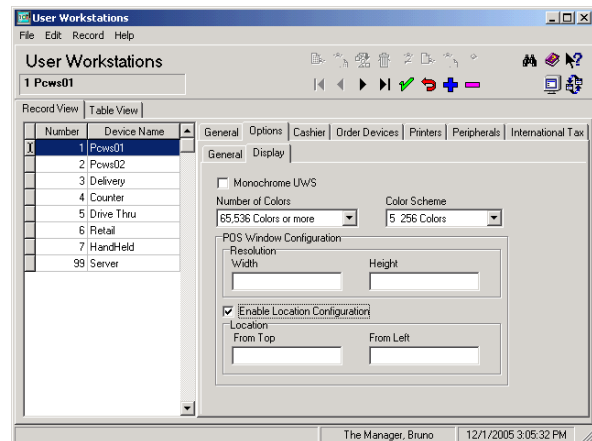 User Workstations
File Edit Record Help
User Workstations
1 Pcws01
Record View Table View
Number Device Name
1 Pcws01
2 Pcws02
3 Delivery
4 Counter
5 Drive Thru
6 Retail
7 HandHeld
99 Server
General Options Cashier Order Devices Printers Peripherals International Tax
General Display
Monochrome UWS
Number of Colors Color Scheme
65,536 Colors or more 5 256 Colors
POS Window Configuration
Resolution
Width Height
Enable Location Configuration
Location
From Top From Left
The Manager, Bruno 12/1/2005 3:05:32 PM